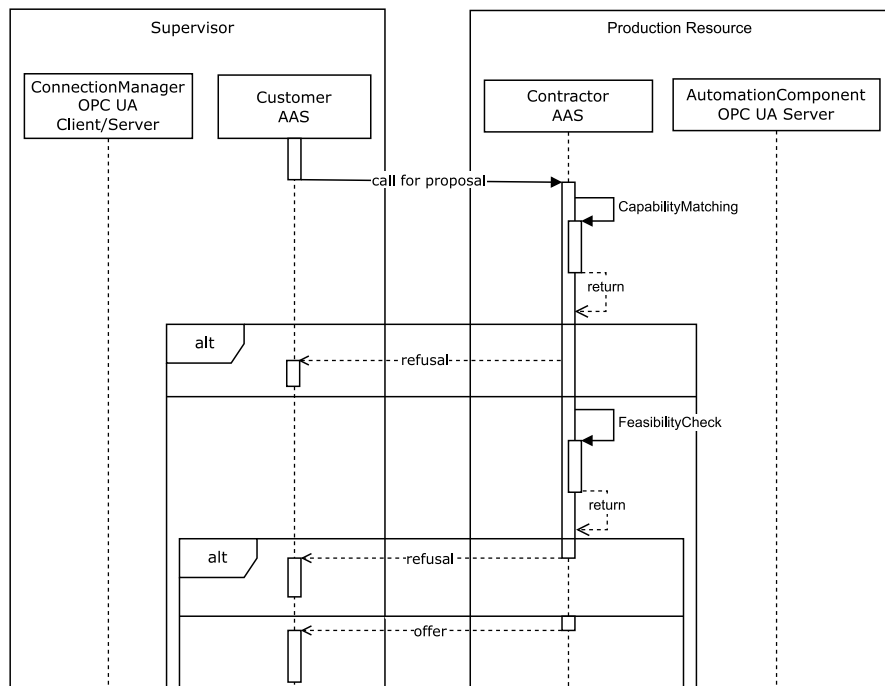 Supervisor
Production Resource
ConnectionManager
OPC UA
Client/Server
Customer
AAS
Contractor
AAS
AutomationComponent
OPC UA Server
call for proposal
CapabilityMatching
return
alt
refusal
FeasibilityCheck
return
alt
refusal
offer